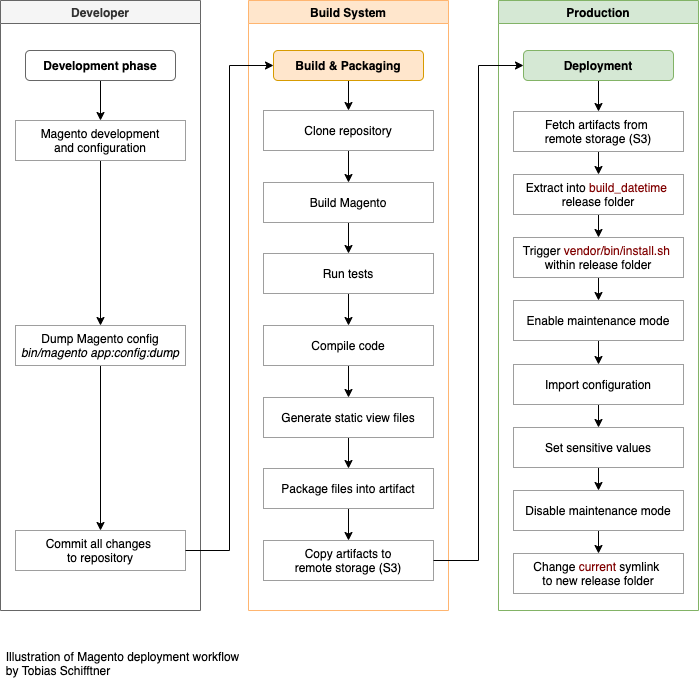 Developer
Development phase
Magento development
and configuration
Dump Magento config
bin/magento app:config:dump
Commit all changes
to repository
Build System
Build & Packaging
Clone repository
Build Magento
Run tests
Compile code
Generate static view files
Package files into artifact
Copy artifacts to
remote storage (S3)
Production
Deployment
Fetch artifacts from
remote storage (S3)
Extract into build_datetime
release folder
Trigger vendor/bin/install.sh
within release folder
Enable maintenance mode
Import configuration
Set sensitive values
Disable maintenance mode
Change current symlink
to new release folder
Illustration of Magento deployment workflow
by Tobias Schifftner